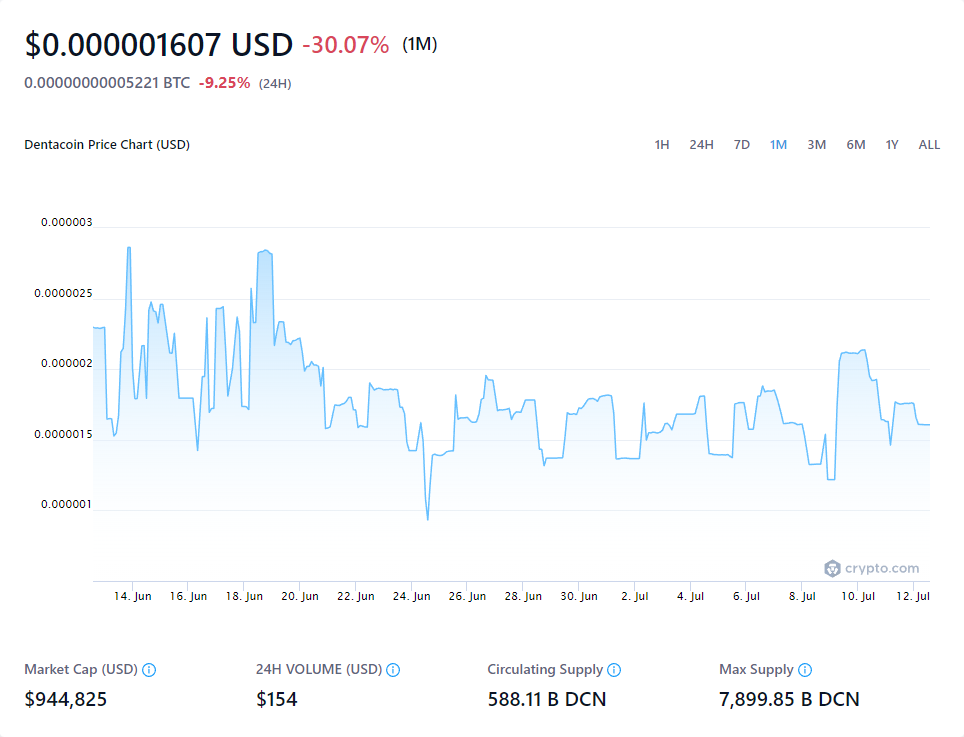 $0.000001607 USD -30.07% (1M)
0.00000000005221 BTC -9.25% (24H)
Dentacoin Price Chart (USD) 1H 24H 7D 1M 3M 6M 1Y ALL
0.000003
0.0000025
0.000002
0.0000015
0.000001
crypto.com
14. Jun 16. Jun 18. Jun 20. Jun 22. Jun 24. Jun 26. Jun 28. Jun 30. Jun 2. Jul 4. Jul 6. Jul 8. Jul 10. Jul 12. Jul
Market Cap (USD) 24H VOLUME (USD) Circulating Supply Max Supply
$944,825 $154 588.11 B DCN 7,899.85 B DCN